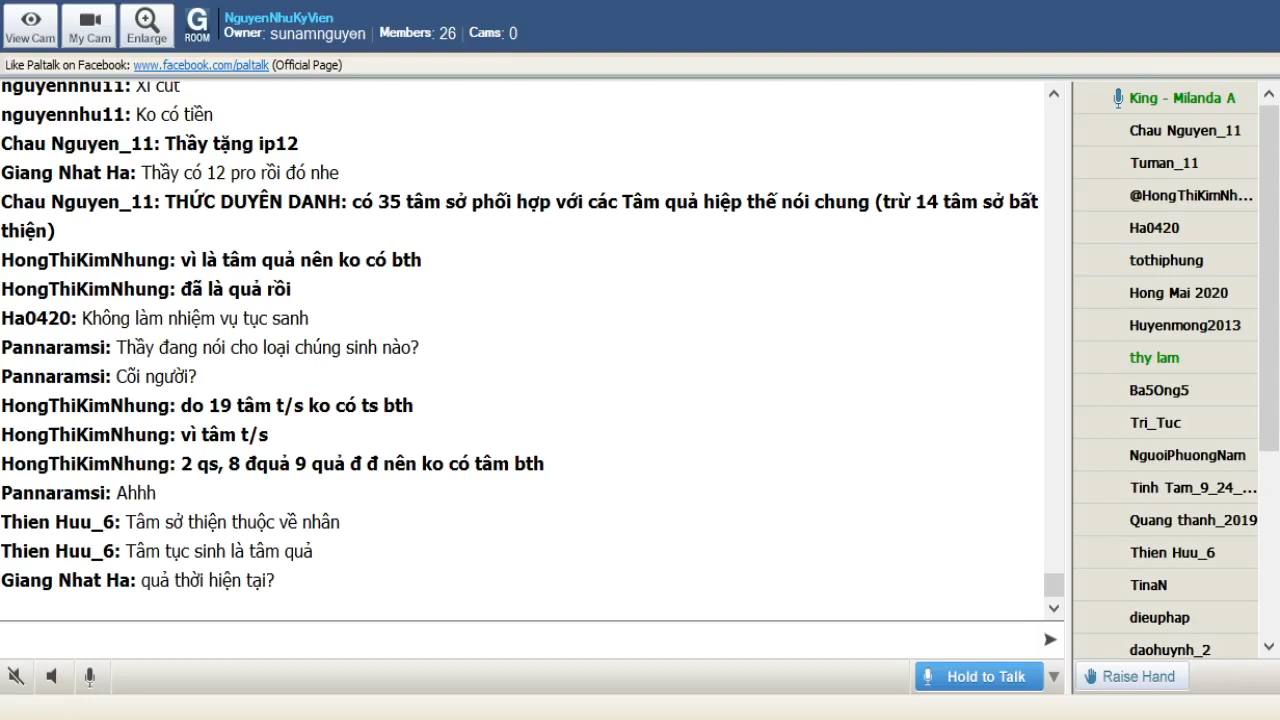 View Cam
My Cam
Enlarge
G
ROOM
NguyenNhuKyVien
Owner: sunamnguyen | Members: 26 | Cams: 0
Like Paltalk on Facebook: www.facebook.com/paltalk (Official Page)
nguyennhu11: Xỉ cut
nguyennhu11: Ko có tiền
Chau Nguyen_11: Thầy tặng ip12
Giang Nhat Ha: Thầy có 12 pro rồi đó nhe
Chau Nguyen_11: THỨC DUYÊN DANH: có 35 tâm sở phối hợp với các Tâm quả hiệp thế nói chung (trừ 14 tâm sở bất
thiện)
HongThiKimNhung: vì là tâm quả nên ko có bth
HongThiKimNhung: đã là quả rồi
Ha0420: Không làm nhiệm vụ tục sanh
Pannaramsi: Thầy đang nói cho loại chúng sinh nào?
Pannaramsi: Cõi người?
HongThiKimNhung: do 19 tâm t/s ko có ts bth
HongThiKimNhung: vì tâm t/s
HongThiKimNhung: 2 qs, 8 đquả 9 quả đ đ nên ko có tâm bth
Pannaramsi: Ahhh
Thien Huu_6: Tâm sở thiện thuộc về nhân
Thien Huu_6: Tâm tục sinh là tâm quả
Giang Nhat Ha: quả thời hiện tại?
King - Milanda A
Chau Nguyen_11
Tuman_11
@HongThiKimNh...
Ha0420
tothiphung
Hong Mai 2020
Huyenmong2013
thy lam
Ba5Ong5
Tri_Tuc
NguoiPhuongNam
Tinh Tam_9_24_...
Quang thanh_2019
Thien Huu_6
TinaN
dieuphap
daohuynh_2
Hold to Talk
Raise Hand